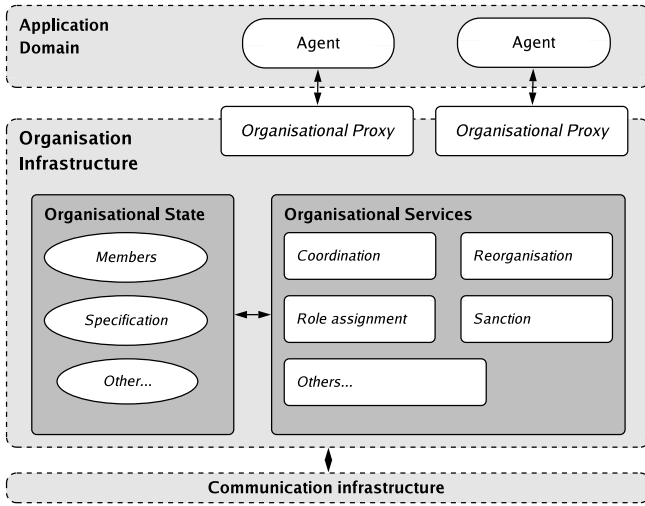 Application
Domain
Agent
Agent
Organisational Proxy
Organisational Proxy
Organisation
Infrastructure
Organisational State
Members
Specification
Other...
Organisational Services
Coordination
Reorganisation
Role assignment
Sanction
Others...
Communication infrastructure